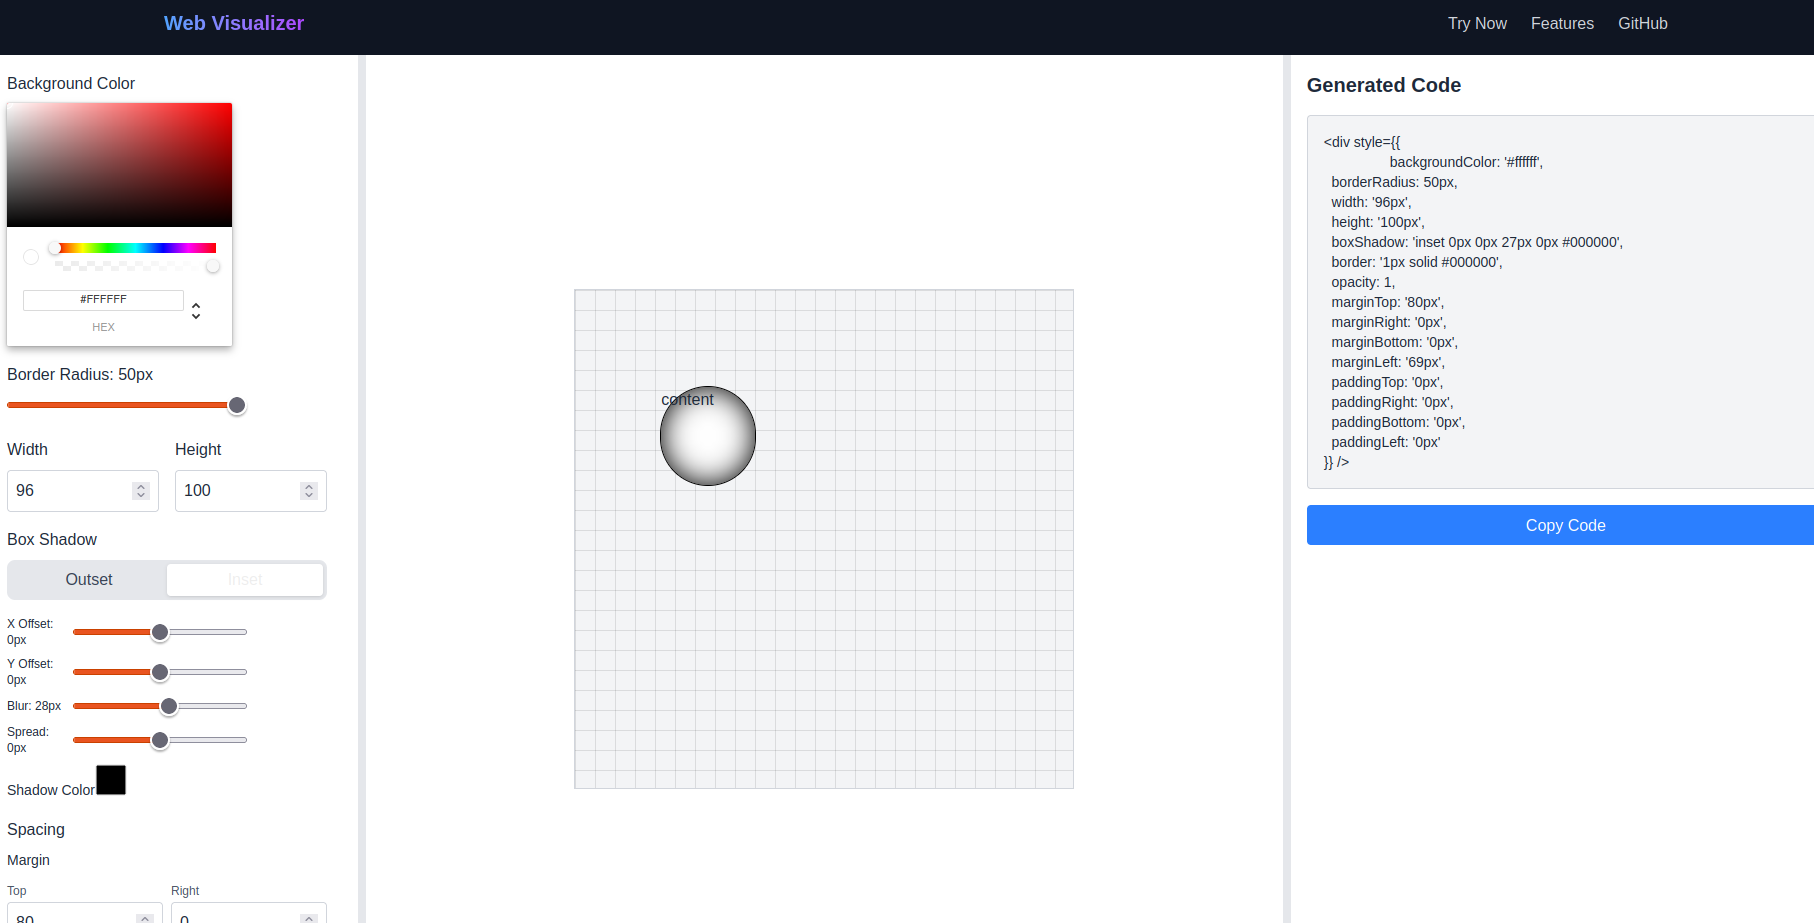 Web Visualizer
Try Now
Features
GitHub
Background Color
#FFFFFF
HEX
Border Radius: 50px
Width
Height
96
100
Box Shadow
Outset
Inset
X Offset:
0px
Y Offset:
0px
Blur: 28px
Spread:
0px
Shadow Color
Spacing
Margin
Top
Right
80
0
content
Generated Code
<div style={{
backgroundColor: '#ffffff',
borderRadius: 50px,
width: '96px',
height: '100px',
boxShadow: 'inset 0px 0px 27px 0px #000000',
border: '1px solid #000000',
opacity: 1,
marginTop: '80px',
marginRight: '0px',
marginBottom: '0px',
marginLeft: '69px',
paddingTop: '0px',
paddingRight: '0px',
paddingBottom: '0px',
paddingLeft: '0px'
}} />
Copy Code